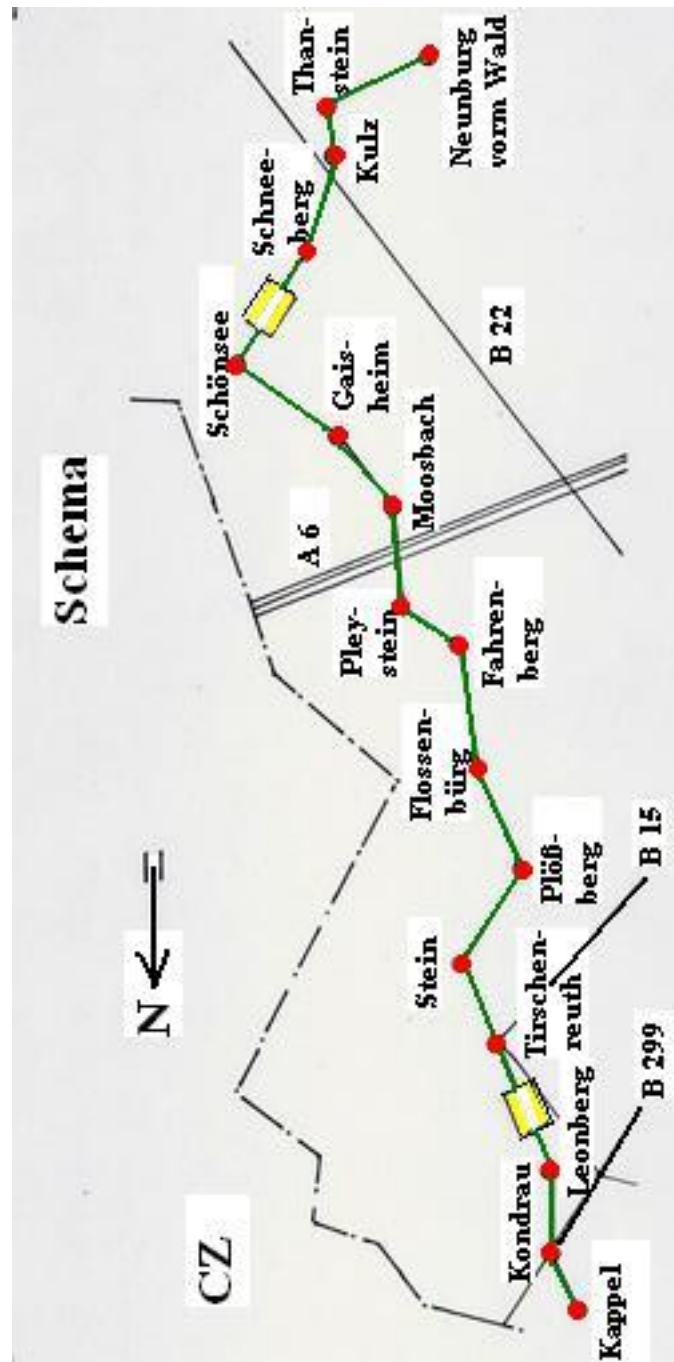 Schema
N
CZ
Kappel
Kondrau
B 299
Leonberg
Tirschen-
reuth
B 15
Stein
Plöß-
berg
Flossen-
bürg
Fahren-
berg
Pley-
stein
A 6
Moosbach
Gais-
heim
B 22
Schönsee
Schnee-
berg
Kulz
Than-
stein
Neunburg
vorm Wald